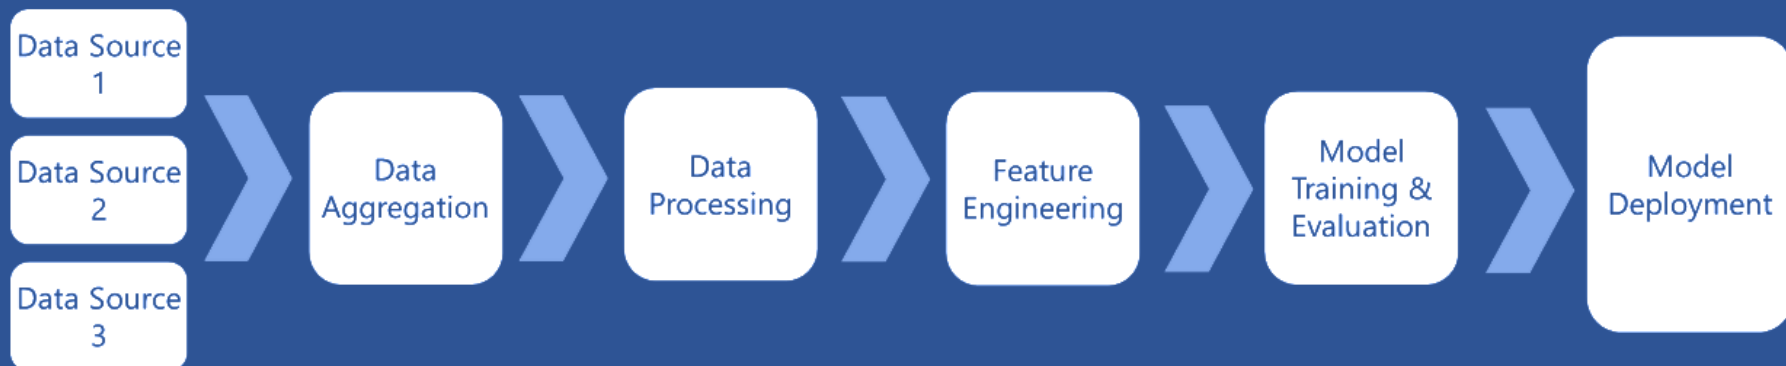 Data Source
1
Data Source
2
Data Source
3
Data
Aggregation
Data
Processing
Feature
Engineering
Model
Training &
Evaluation
Model
Deployment